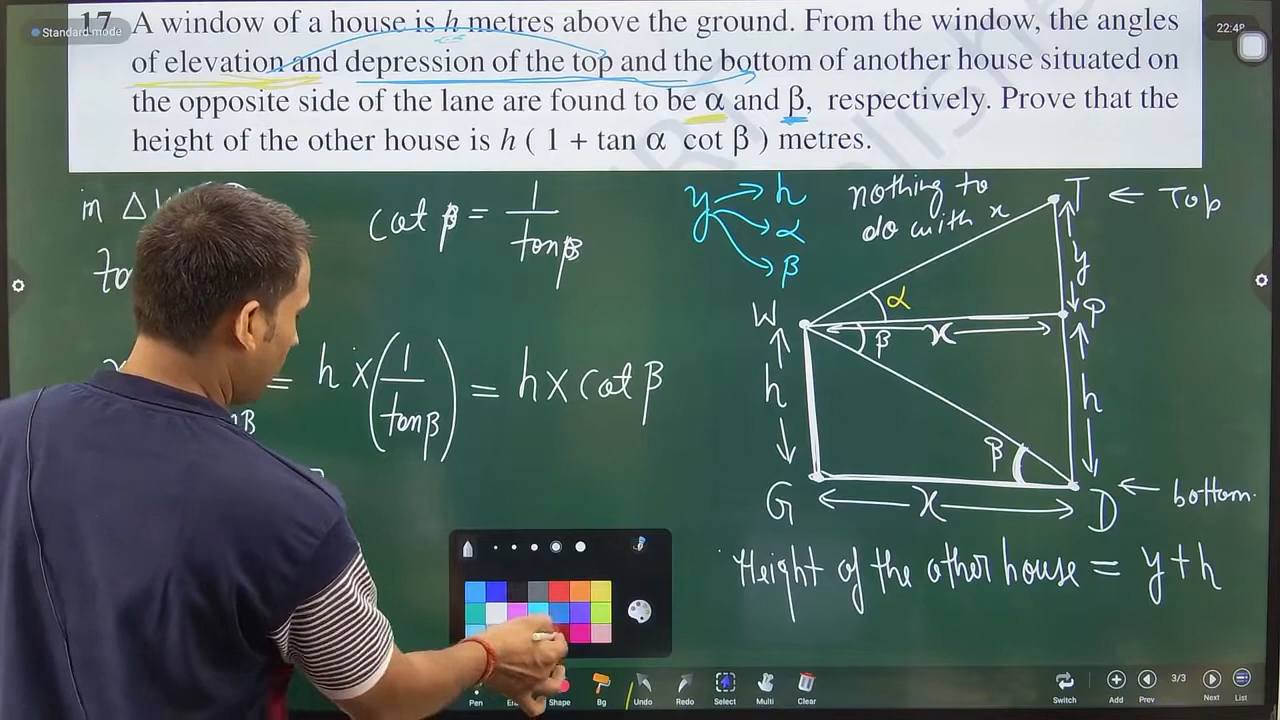 Standard mode
22:48
17. A window of a house is h metres above the ground. From the window, the angles
of elevation and depression of the top and the bottom of another house situated on
the opposite side of the lane are found to be α and β, respectively. Prove that the
height of the other house is h ( 1 + tan α cot β ) metres.
in Δ
cot β = 1/tanβ
y → h
→ α
→ β
nothing to
do with x
T ← Top
y
α
W
P
β
x
= h × (1/tanβ) = h × cot β
h
h
β
G
x
D
← bottom.
Height of the other house = y + h
Pen
Shape
Bg
Undo
Redo
Select
Multi
Clear
Switch
Add
Prev
3/3
Next
List